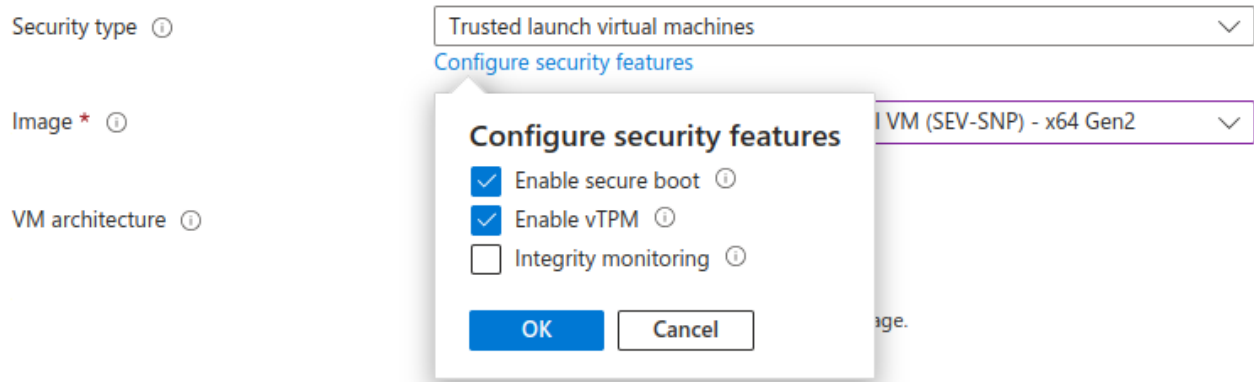 Security type
Trusted launch virtual machines
Configure security features
Image *
l VM (SEV-SNP) - x64 Gen2
Configure security features
Enable secure boot
Enable vTPM
VM architecture
Integrity monitoring
OK
Cancel
age.